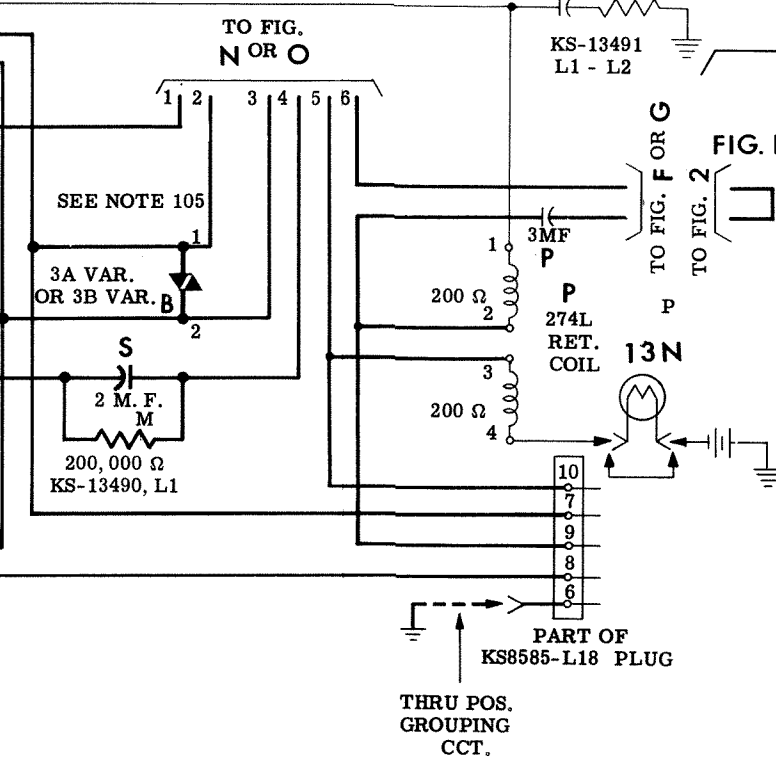 TO FIG.
N OR O
1 2 3 4 5 6
KS-13491
L1 - L2
TO FIG. F OR G
TO FIG. 2
FIG.
SEE NOTE 105
1
3A VAR.
OR 3B VAR. B
2
3MF
P
1
200 Ω
2
P
274L
RET.
COIL
P
13N
3
200 Ω
4
S
2 M. F.
M
200,000 Ω
KS-13490, L1
10
7
9
8
6
PART OF
KS8585-L18 PLUG
THRU POS.
GROUPING
CCT.